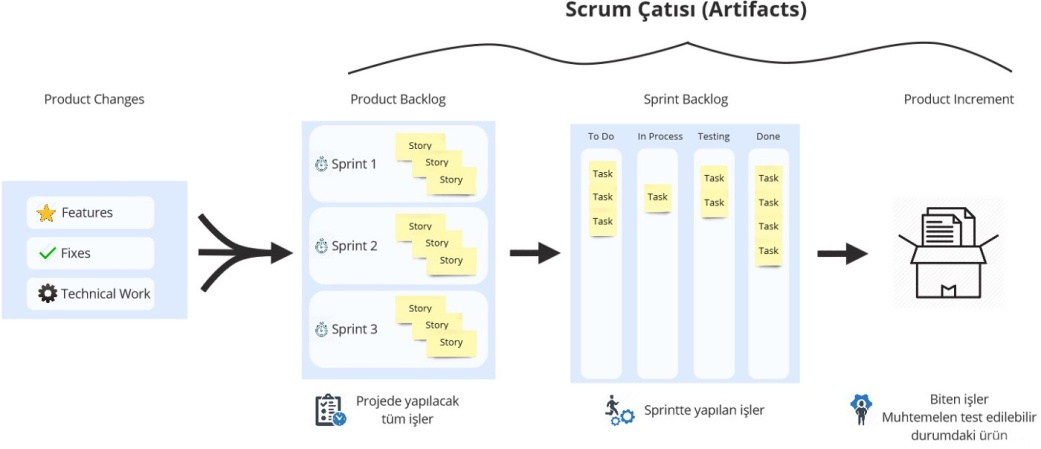 Scrum Çatısı (Artifacts)
Product Changes
Features
Fixes
Technical Work
Product Backlog
Sprint 1
Story
Story
Story
Sprint 2
Story
Story
Story
Sprint 3
Story
Story
Story
Projede yapılacak
tüm işler
Sprint Backlog
To Do
Task
Task
Task
In Process
Task
Testing
Task
Task
Done
Task
Task
Task
Task
Sprintte yapılan işler
Product Increment
Biten işler
Muhtemelen test edilebilir
durumdaki ürün